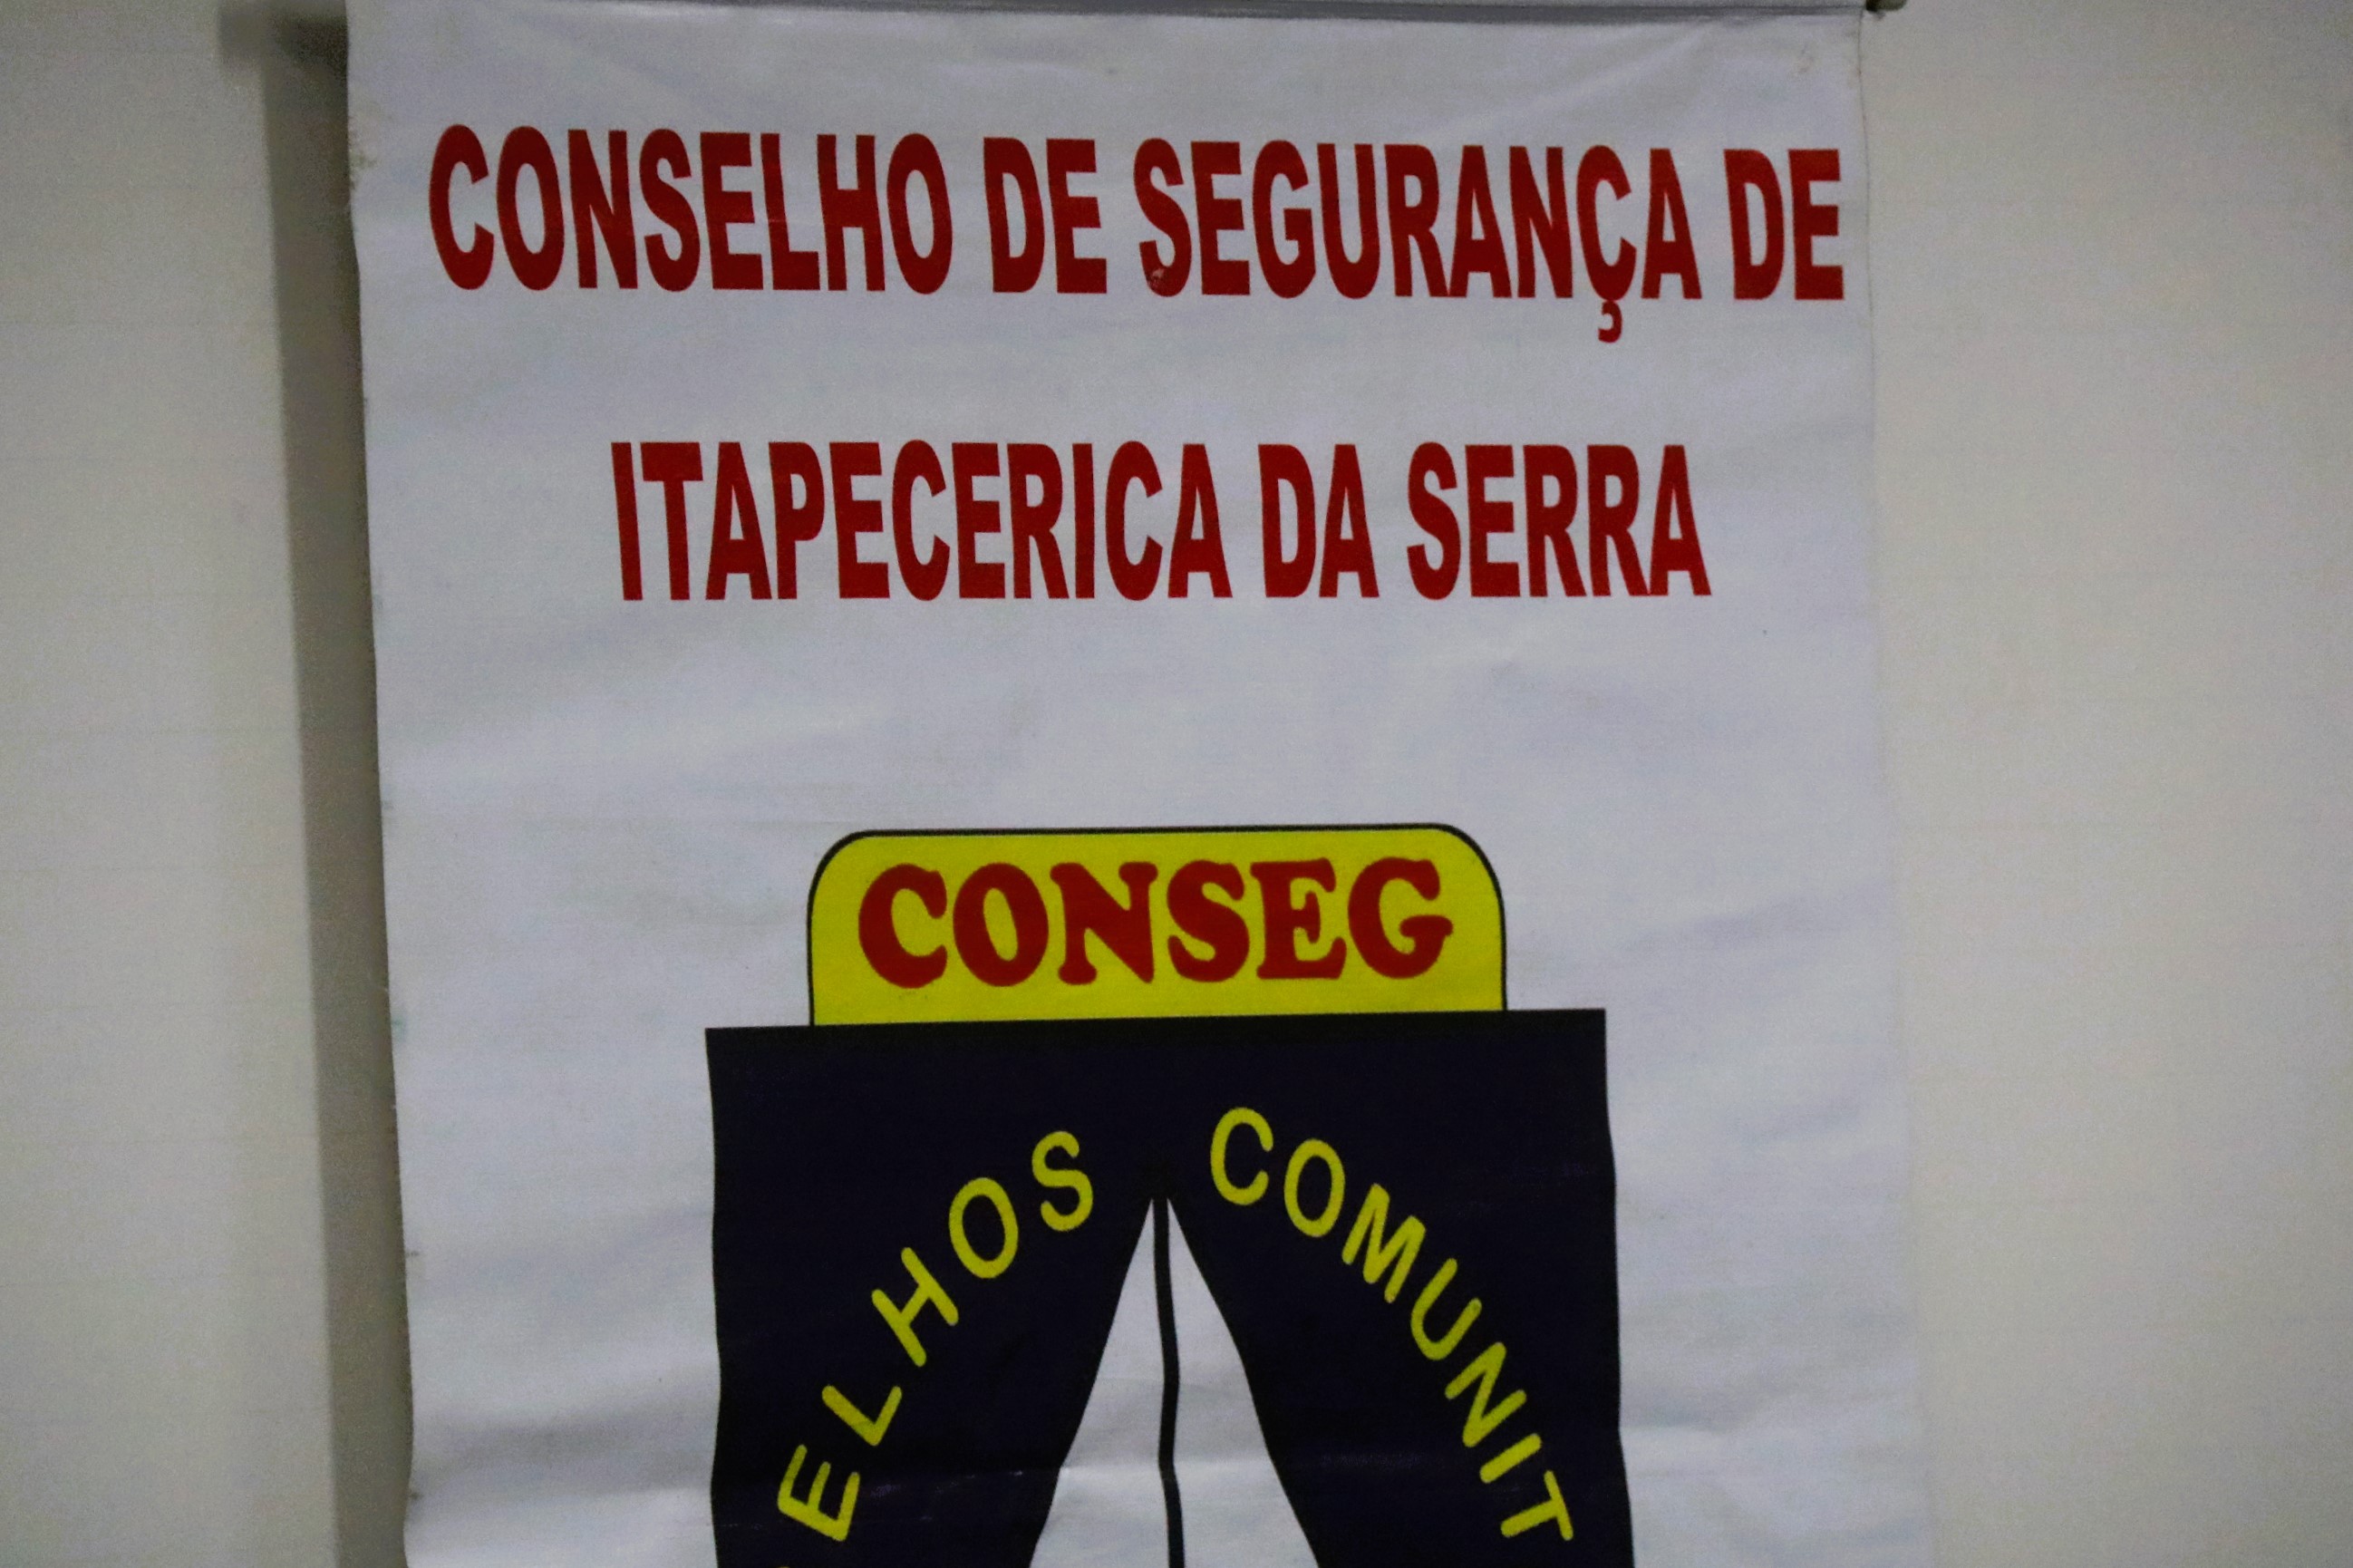 CONSELHO DE SEGURANÇA DE
ITAPECERICA DA SERRA
CONSEG
ELHOS COMUNIT